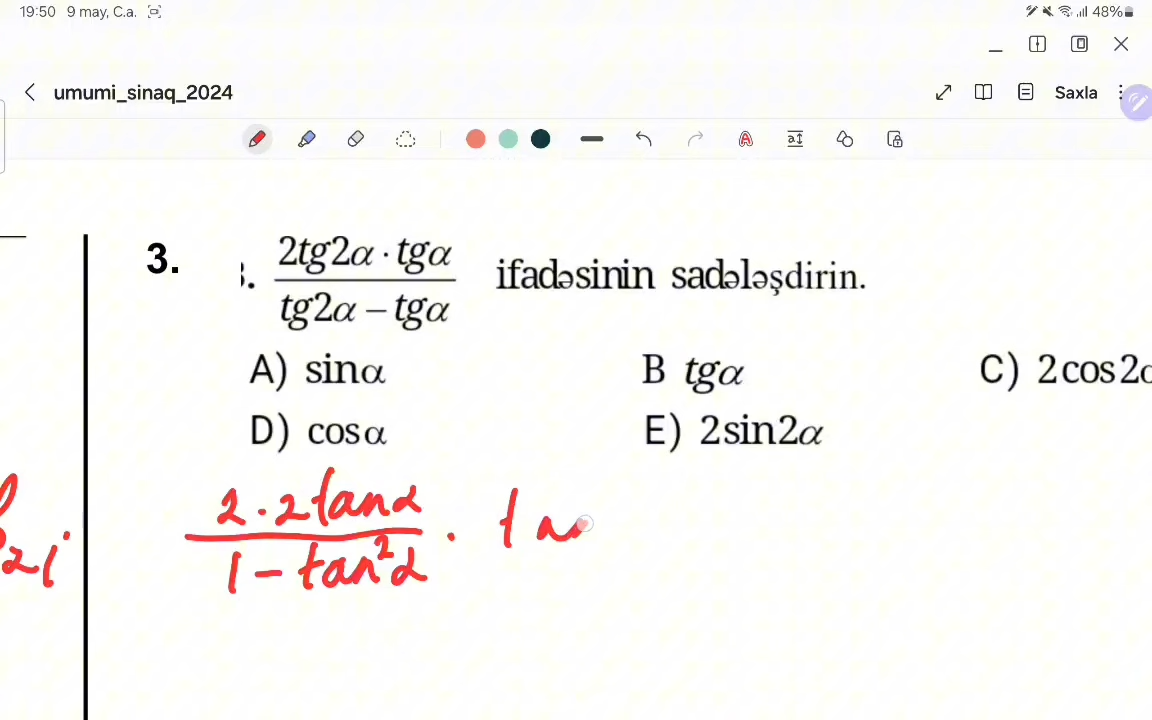 19:50 9 may, C.a. 48%
umumi_sinaq_2024 Saxla
3. 2tg2α · tgα / tg2α − tgα ifadəsinin sadələşdirin.
A) sinα B tgα C) 2cos2
D) cosα E) 2sin2α
2·2tanα / 1 − tan²α · tan